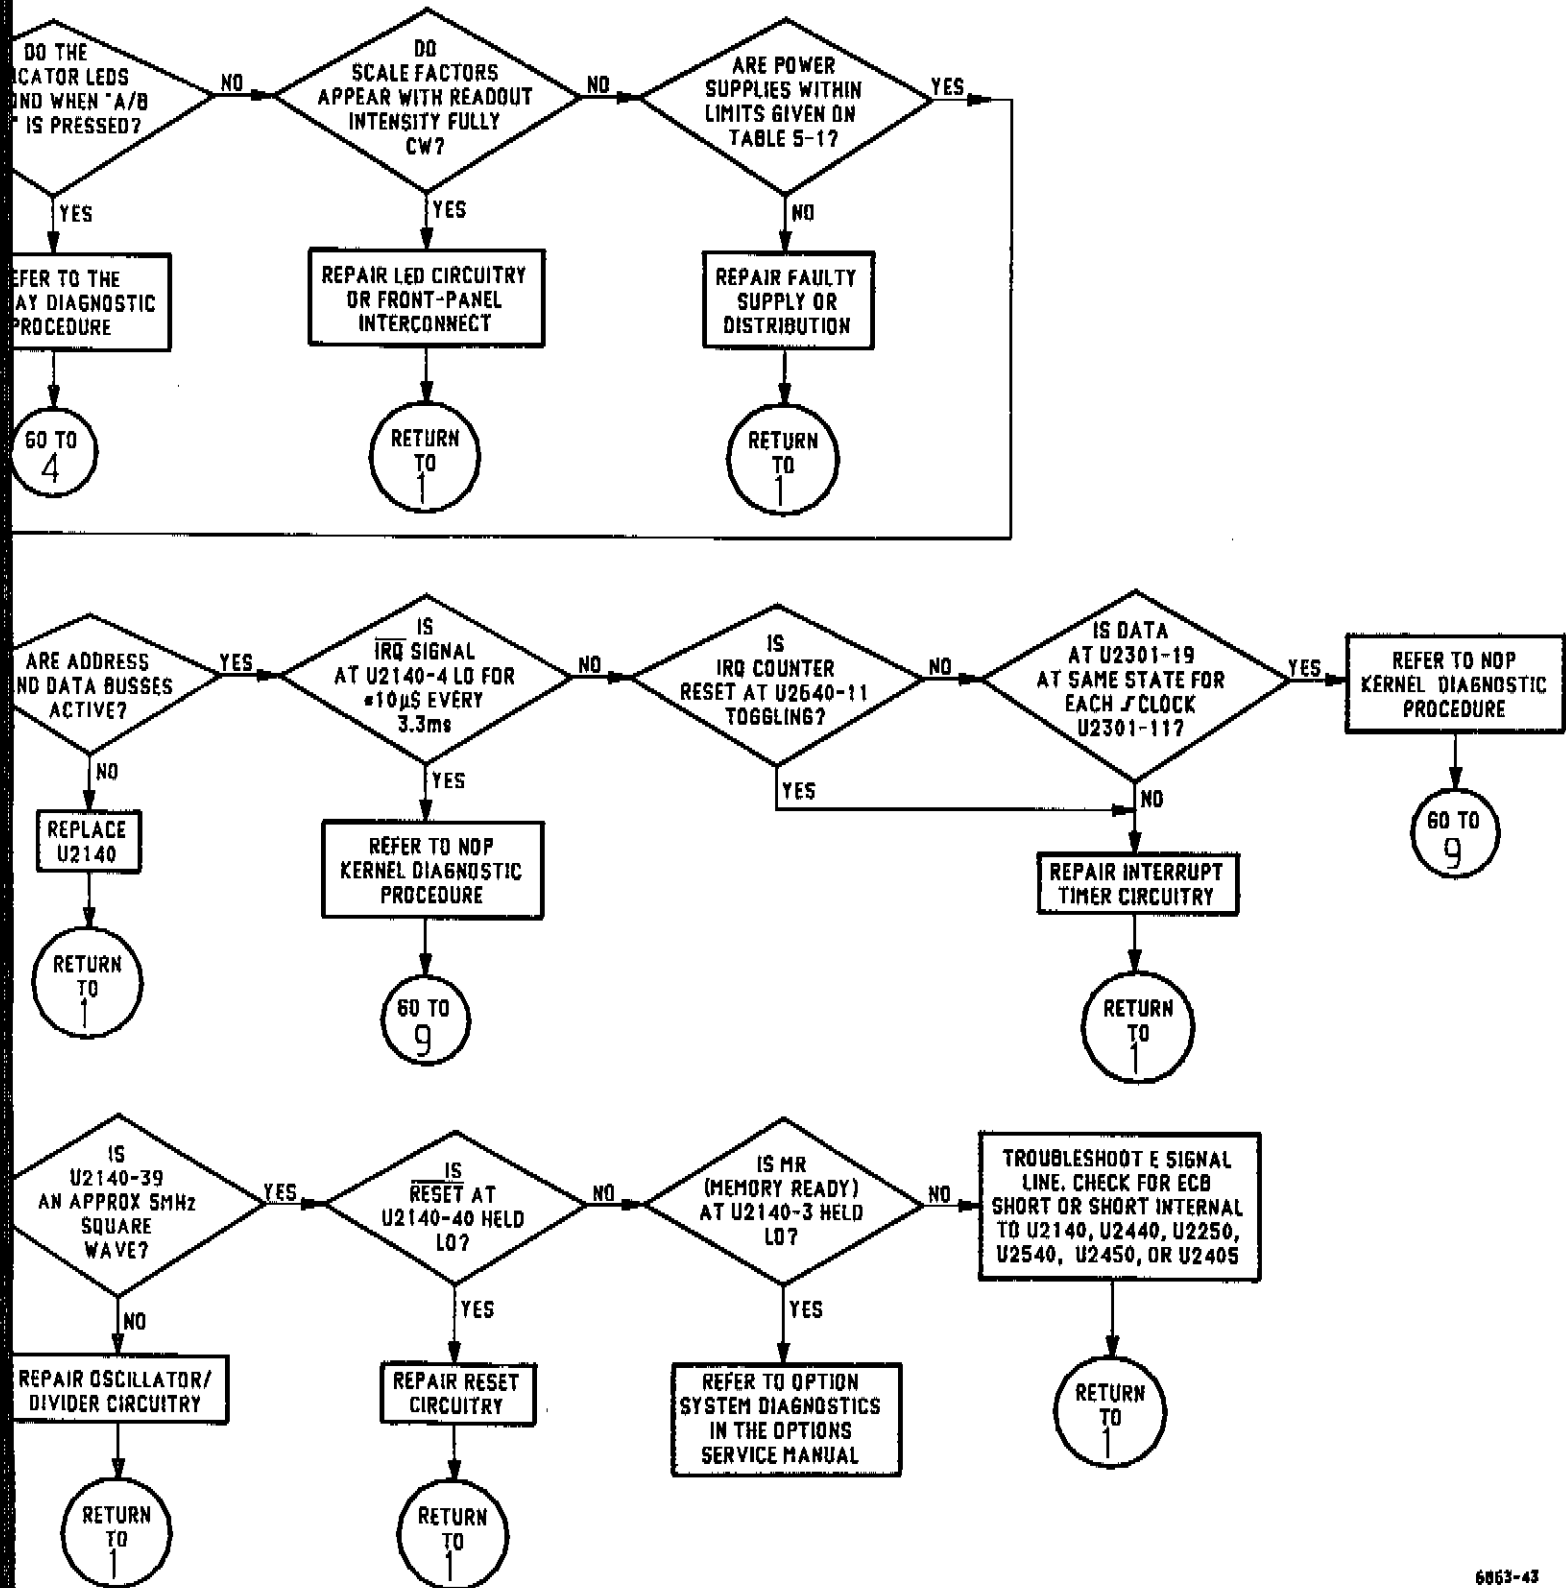 DO THE
LEDS
WHEN "A/B
" IS PRESSED?
NO
DO
SCALE FACTORS
APPEAR WITH READOUT
INTENSITY FULLY
CW?
NO
ARE POWER
SUPPLIES WITHIN
LIMITS GIVEN ON
TABLE 5-1?
YES
YES
YES
NO
TO THE
DIAGNOSTIC
PROCEDURE
REPAIR LED CIRCUITRY
OR FRONT-PANEL
INTERCONNECT
REPAIR FAULTY
SUPPLY OR
DISTRIBUTION
GO TO
4
RETURN
TO
1
RETURN
TO
1
ARE ADDRESS
DATA BUSSES
ACTIVE?
YES
IS
IRQ SIGNAL
AT U2140-4 LO FOR
≈10µS EVERY
3.3ms
NO
IS
IRQ COUNTER
RESET AT U2640-11
TOGGLING?
NO
IS DATA
AT U2301-19
AT SAME STATE FOR
EACH CLOCK
U2301-11?
YES
REFER TO NOP
KERNEL DIAGNOSTIC
PROCEDURE
NO
YES
YES
NO
GO TO
9
REPLACE
U2140
REFER TO NOP
KERNEL DIAGNOSTIC
PROCEDURE
REPAIR INTERRUPT
TIMER CIRCUITRY
RETURN
TO
1
GO TO
9
RETURN
TO
1
IS
U2140-39
AN APPROX 5MHz
SQUARE
WAVE?
YES
IS
RESET AT
U2140-40 HELD
LO?
NO
IS MR
(MEMORY READY)
AT U2140-3 HELD
LO?
NO
TROUBLESHOOT E SIGNAL
LINE. CHECK FOR ECB
SHORT OR SHORT INTERNAL
TO U2140, U2440, U2250,
U2540, U2450, OR U2405
NO
YES
YES
REPAIR OSCILLATOR/
DIVIDER CIRCUITRY
REPAIR RESET
CIRCUITRY
REFER TO OPTION
SYSTEM DIAGNOSTICS
IN THE OPTIONS
SERVICE MANUAL
RETURN
TO
1
RETURN
TO
1
RETURN
TO
1
6863-43